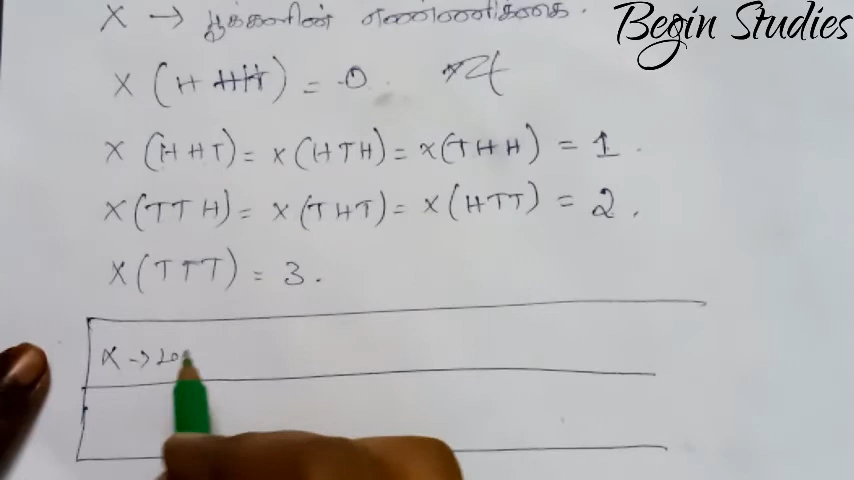 X → பூக்களின் எண்ணிக்கை. Begin Studies
X (HHH) = 0.
X (HHT) = X (HTH) = X (THH) = 1.
X (TTH) = X (THT) = X (HTT) = 2.
X (TTT) = 3.
X →